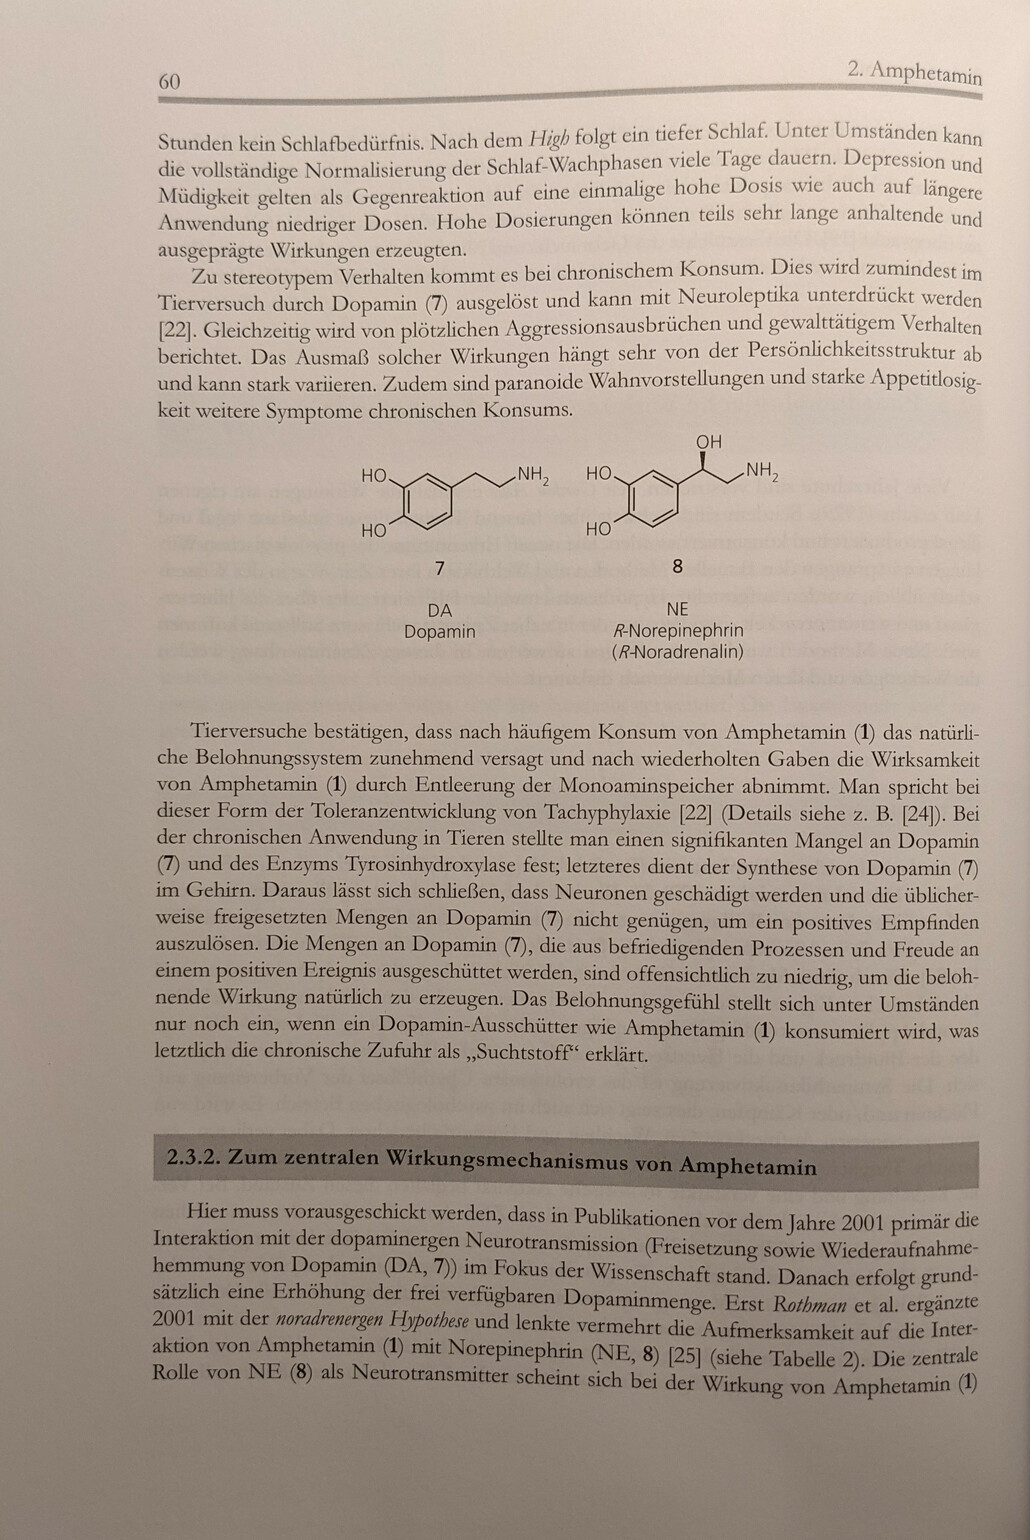 60
2. Amphetamin
Stunden kein Schlafbedürfnis. Nach dem High folgt ein tiefer Schlaf. Unter Umständen kann
die vollständige Normalisierung der Schlaf-Wachphasen viele Tage dauern. Depression und
Müdigkeit gelten als Gegenreaktion auf eine einmalige hohe Dosis wie auch auf längere
Anwendung niedriger Dosen. Hohe Dosierungen können teils sehr lange anhaltende und
ausgeprägte Wirkungen erzeugten.
Zu stereotypem Verhalten kommt es bei chronischem Konsum. Dies wird zumindest im
Tierversuch durch Dopamin (7) ausgelöst und kann mit Neuroleptika unterdrückt werden
[22]. Gleichzeitig wird von plötzlichen Aggressionsausbrüchen und gewalttätigem Verhalten
berichtet. Das Ausmaß solcher Wirkungen hängt sehr von der Persönlichkeitsstruktur ab
und kann stark variieren. Zudem sind paranoide Wahnvorstellungen und starke Appetitlosig-
keit weitere Symptome chronischen Konsums.
HO
HO
NH2
7
DA
Dopamin
OH
HO
HO
NH2
8
NE
R-Norepinephrin
(R-Noradrenalin)
Tierversuche bestätigen, dass nach häufigem Konsum von Amphetamin (1) das natürli-
che Belohnungssystem zunehmend versagt und nach wiederholten Gaben die Wirksamkeit
von Amphetamin (1) durch Entleerung der Monoaminspeicher abnimmt. Man spricht bei
dieser Form der Toleranzentwicklung von Tachyphylaxie [22] (Details siehe z. B. [24]). Bei
der chronischen Anwendung in Tieren stellte man einen signifikanten Mangel an Dopamin
(7) und des Enzyms Tyrosinhydroxylase fest; letzteres dient der Synthese von Dopamin (7)
im Gehirn. Daraus lässt sich schließen, dass Neuronen geschädigt werden und die üblicher-
weise freigesetzten Mengen an Dopamin (7) nicht genügen, um ein positives Empfinden
auszulösen. Die Mengen an Dopamin (7), die aus befriedigenden Prozessen und Freude an
einem positiven Ereignis ausgeschüttet werden, sind offensichtlich zu niedrig, um die beloh-
nende Wirkung natürlich zu erzeugen. Das Belohnungsgefühl stellt sich unter Umständen
nur noch ein, wenn ein Dopamin-Ausschütter wie Amphetamin (1) konsumiert wird, was
letztlich die chronische Zufuhr als „Suchtstoff“ erklärt.
2.3.2. Zum zentralen Wirkungsmechanismus von Amphetamin
Hier muss vorausgeschickt werden, dass in Publikationen vor dem Jahre 2001 primär die
Interaktion mit der dopaminergen Neurotransmission (Freisetzung sowie Wiederaufnahme-
hemmung von Dopamin (DA, 7)) im Fokus der Wissenschaft stand. Danach erfolgt grund-
sätzlich eine Erhöhung der frei verfügbaren Dopaminmenge. Erst Rothman et al. ergänzte
2001 mit der noradrenergen Hypothese und lenkte vermehrt die Aufmerksamkeit auf die Inter-
aktion von Amphetamin (1) mit Norepinephrin (NE, 8) [25] (siehe Tabelle 2). Die zentrale
Rolle von NE (8) als Neurotransmitter scheint sich bei der Wirkung von Amphetamin (1)